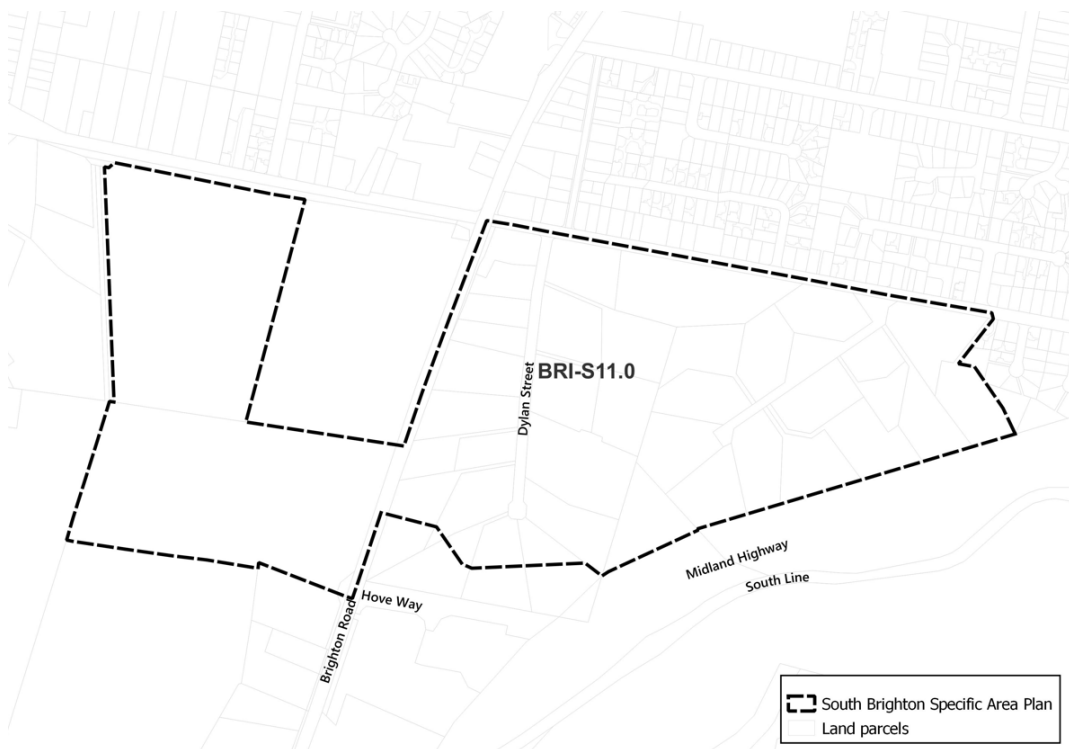 BRI-S11.0
Dylan Street
Midland Highway
South Line
Hove Way
Brighton Road
South Brighton Specific Area Plan
Land parcels